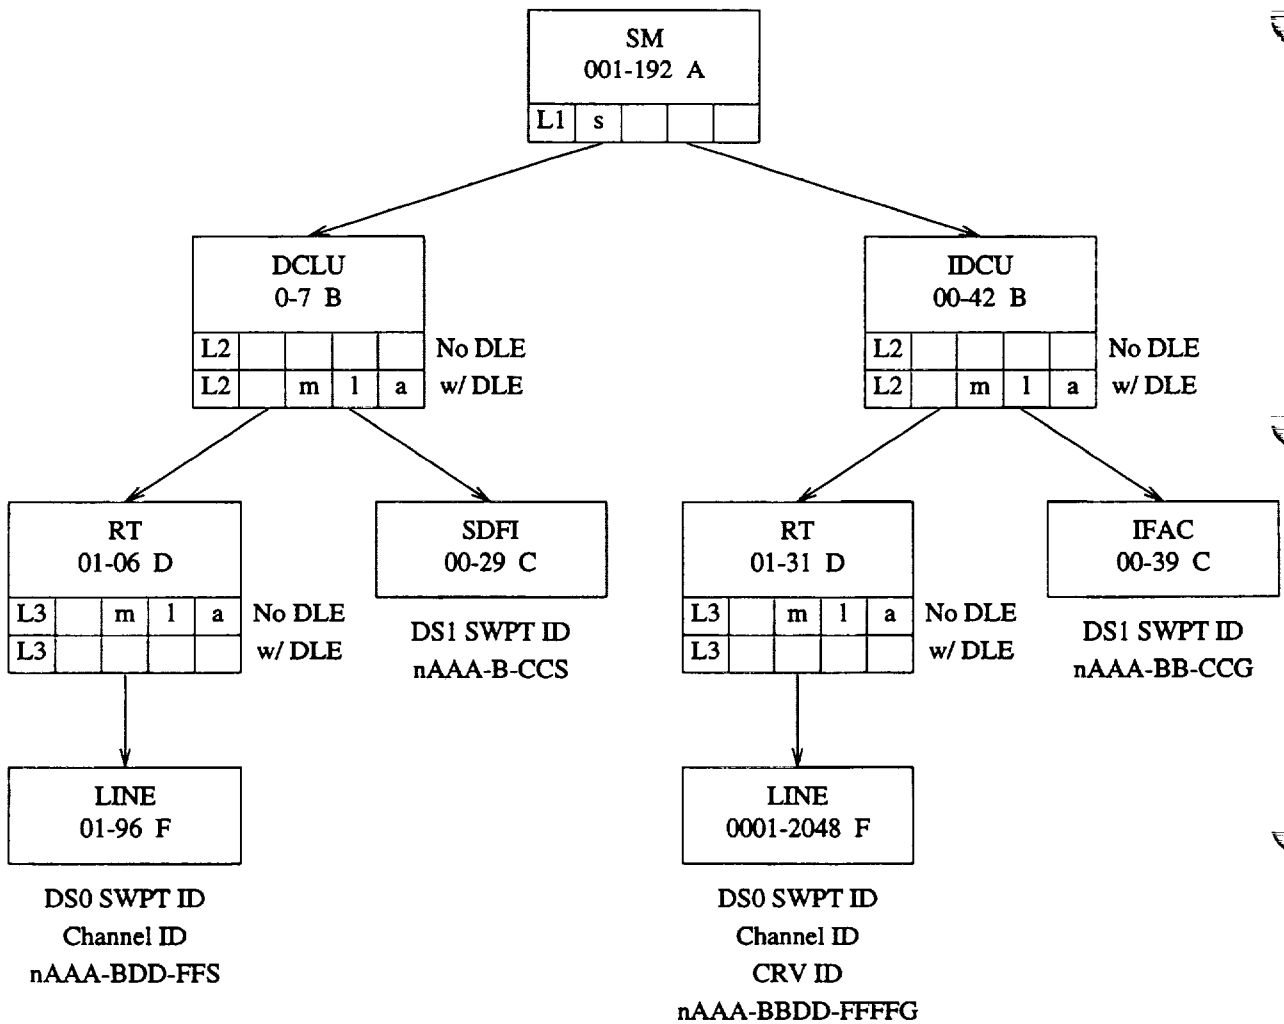 SM
001-192 A
L1 s
DCLU
0-7 B
L2 No DLE
L2 m l a w/ DLE
IDCU
00-42 B
L2 No DLE
L2 m l a w/ DLE
RT
01-06 D
L3 m l a No DLE
L3 w/ DLE
SDFI
00-29 C
DS1 SWPT ID
nAAA-B-CCS
RT
01-31 D
L3 m l a No DLE
L3 w/ DLE
IFAC
00-39 C
DS1 SWPT ID
nAAA-BB-CCG
LINE
01-96 F
DS0 SWPT ID
Channel ID
nAAA-BDD-FFS
LINE
0001-2048 F
DS0 SWPT ID
Channel ID
CRV ID
nAAA-BBDD-FFFFG